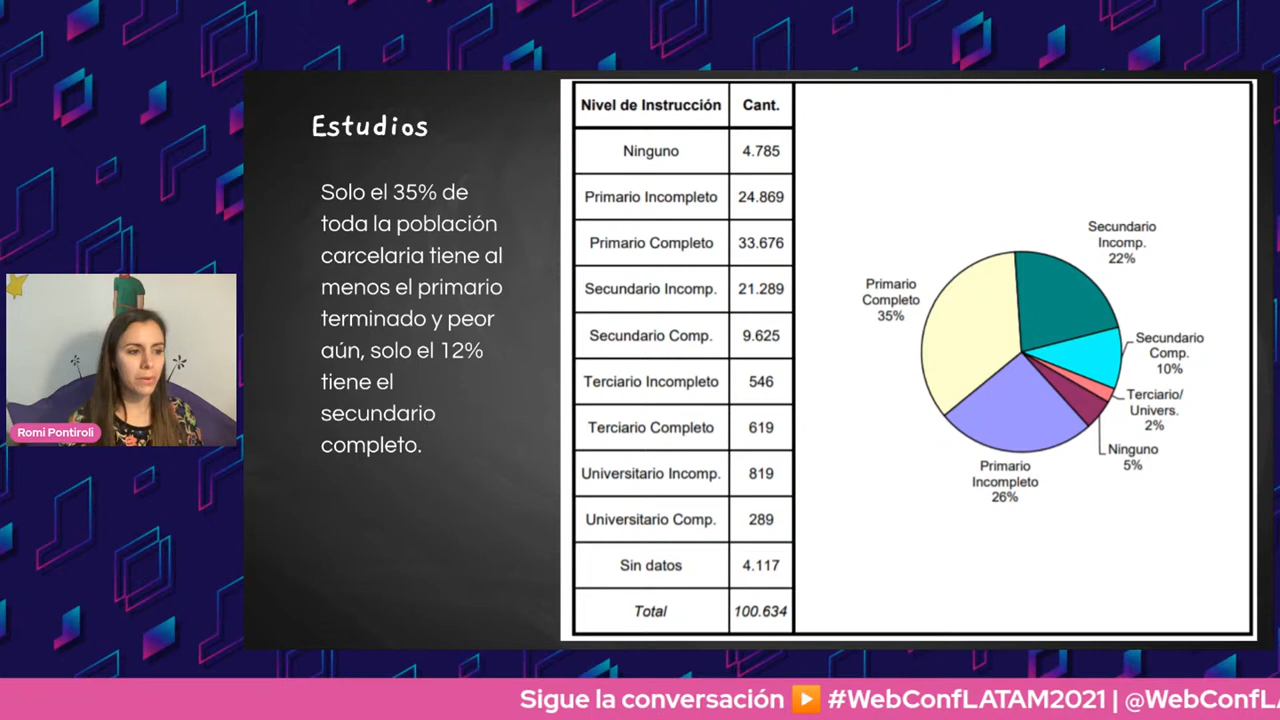 Estudios
Solo el 35% de
toda la población
carcelaria tiene al
menos el primario
terminado y peor
aún, solo el 12%
tiene el
secundario
completo.
Romi Pontiroli
Nivel de Instrucción Cant.
Ninguno 4.785
Primario Incompleto 24.869
Primario Completo 33.676
Secundario Incomp. 21.289
Secundario Comp. 9.625
Terciario Incompleto 546
Terciario Completo 619
Universitario Incomp. 819
Universitario Comp. 289
Sin datos 4.117
Total 100.634
Secundario
Incomp.
22%
Primario
Completo
35%
Secundario
Comp.
10%
Terciario/
Univers.
2%
Ninguno
5%
Primario
Incompleto
26%
Sigue la conversación ▶️ #WebConfLATAM2021 | @WebConfLA